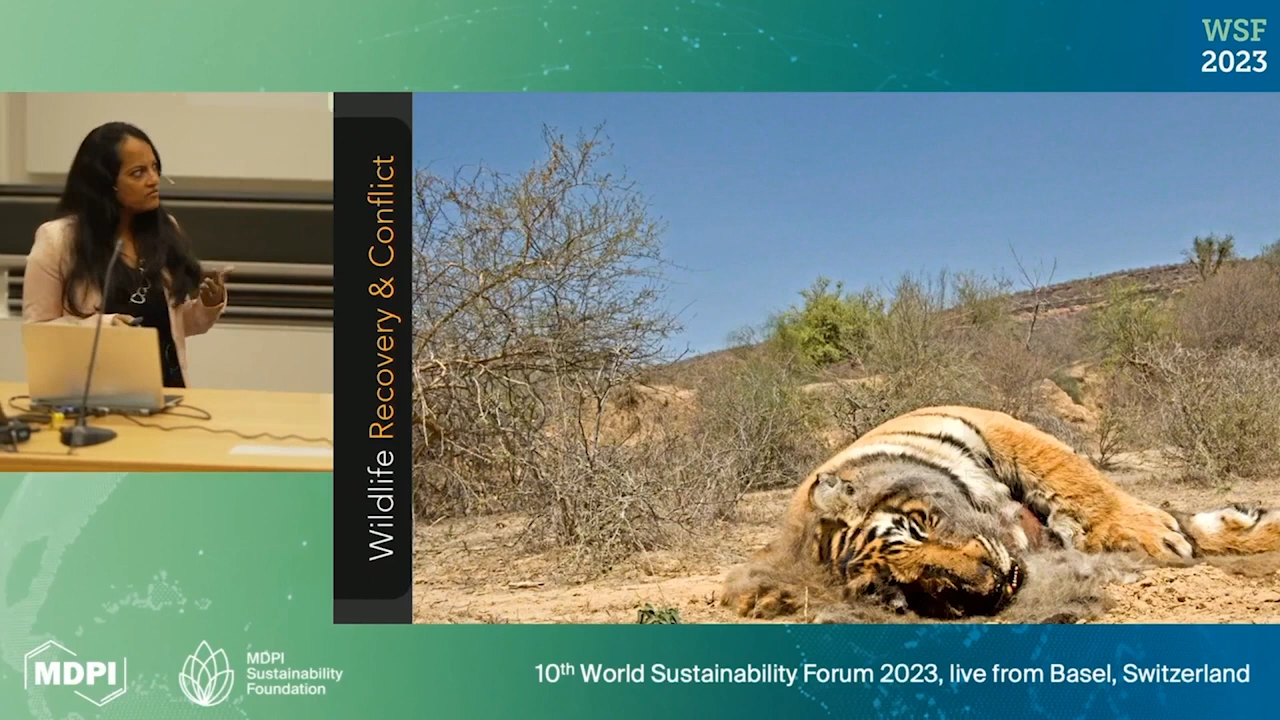 WSF
2023
Wildlife Recovery & Conflict
MDPI
MDPI
Sustainability
Foundation
10th World Sustainability Forum 2023, live from Basel, Switzerland